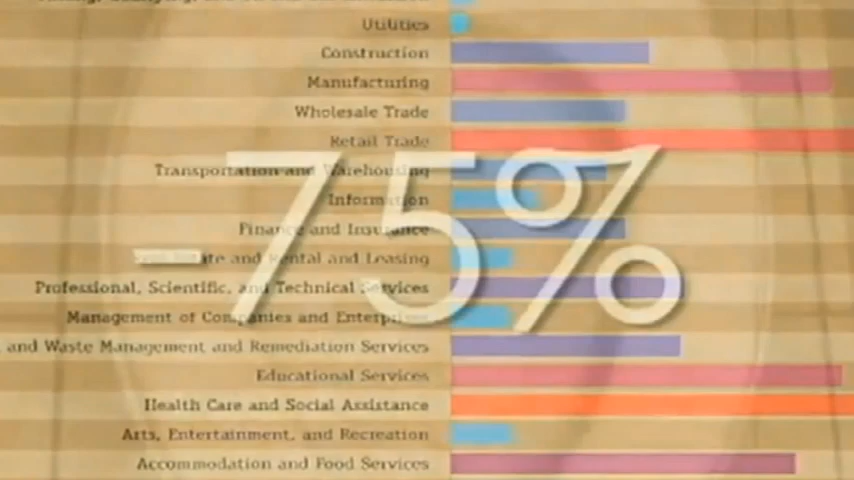 Utilities
Construction
Manufacturing
Wholesale Trade
Retail Trade
Transportation and Warehousing
Information
Finance and Insurance
-75%
and Rental and Leasing
Professional, Scientific, and Technical Services
Management of Companies and Enterprises
and Waste Management and Remediation Services
Educational Services
Health Care and Social Assistance
Arts, Entertainment, and Recreation
Accommodation and Food Services